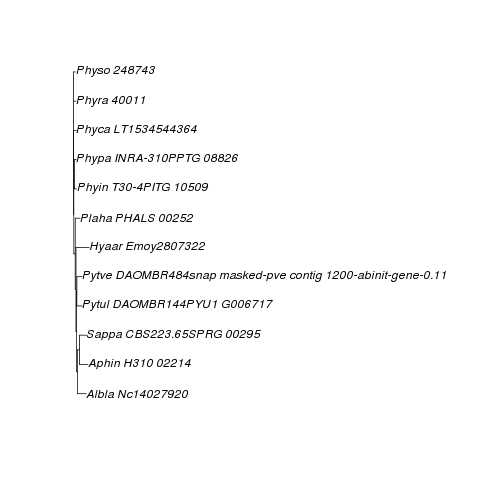 Physo 248743
Phyra 40011
Phyca LT1534544364
Phypa INRA-310PPTG 08826
Phyin T30-4PITG 10509
Plaha PHALS 00252
Hyaar Emoy2807322
Pytve DAOMBR484snap masked-pve contig 1200-abinit-gene-0.11
Pytul DAOMBR144PYU1 G006717
Sappa CBS223.65SPRG 00295
Aphin H310 02214
Albla Nc14027920